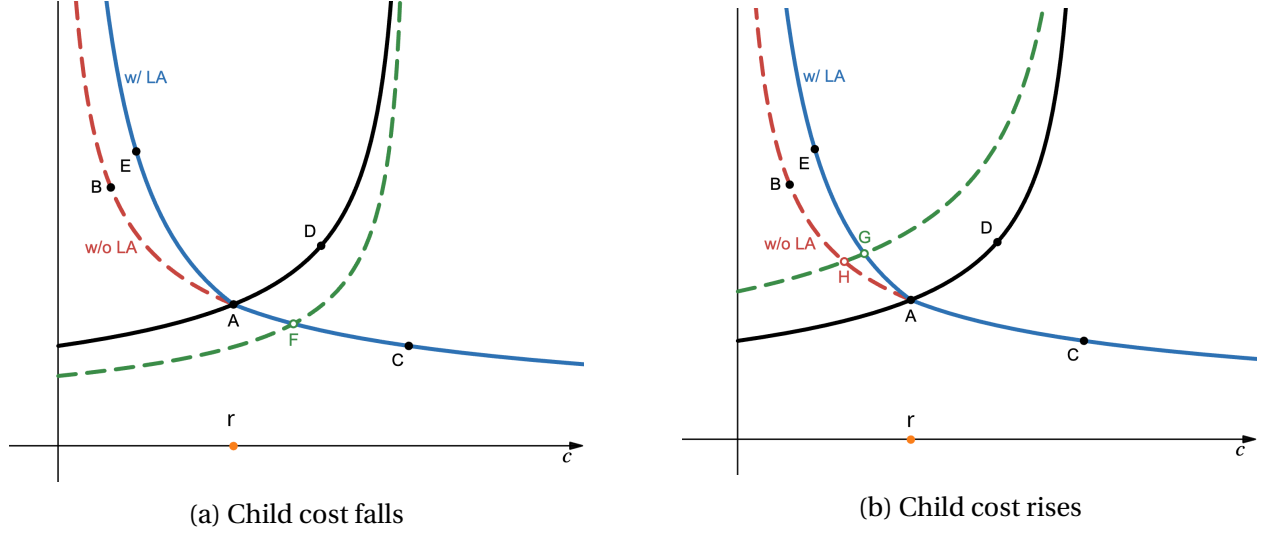 w/ LA
E
B
w/o LA
D
A
F
C
r
c
(a) Child cost falls
w/ LA
E
B
w/o LA
G
D
H
A
C
r
c
(b) Child cost rises